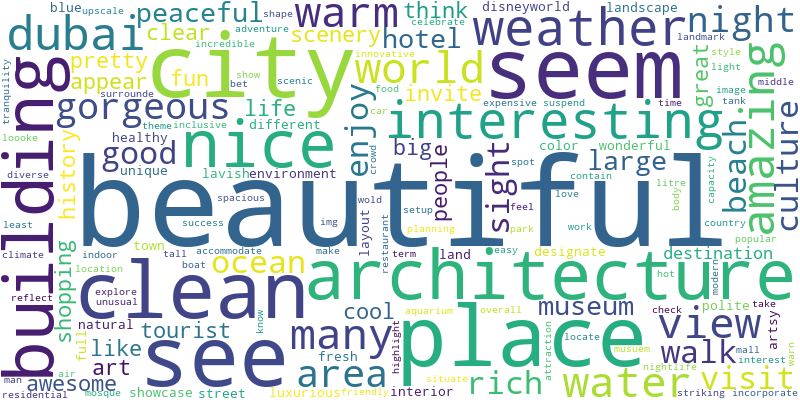 blue upscale peaceful shape warm think disneyworld landscape
dubai clear celebrate scenery hotel weather night
adventure incredible landmark
pretty city innovative seem style
appear fun show scenic world great light
tranquility surrounde bet food invite expensive suspend time image middle
gorgeous life car tank amazing
building healthy theme inclusive different enjoy interesting
loooke history nice crowd color wonderful beach culture
diverse good big spot large
unique lavish environment people sight contain litre capacity
spacious img wold setup feel love body country
least success layout planning park work popular
beautiful
climate indoor town tall accommodate make restaurant term land easy designate destination
shopping location boat ocean architecture hot modern
reflect explore unusual clean aquarium overall museum polite check take
natural many cool place locate view artsy
full tourist know fresh highlight musuem walk mall interest
air like art see area attraction nightlife warn
man awesome showcase luxurious friendly situate rich water visit
residential mosque street interior striking incorporate